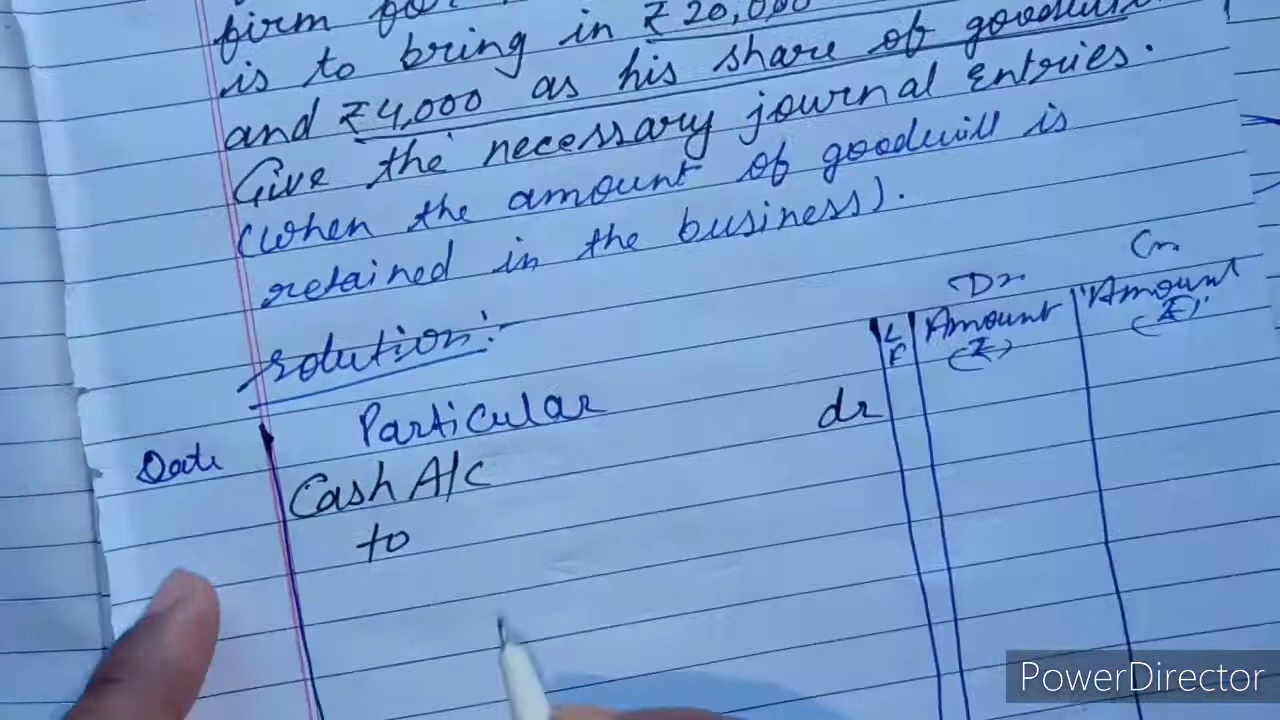 firm for
is to bring in ₹20,000
and ₹4,000 as his share of goodwill
Give the necessary journal Entries.
(When the amount of goodwill is
retained in the business).
Solution:-
Date Particular L F Dr Amount (₹) Cr. Amount (₹)
Cash A/C dr
to
PowerDirector